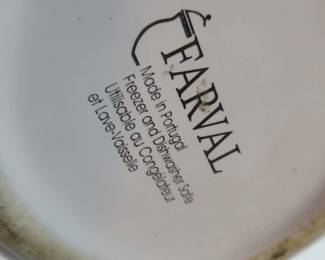 FARVAL
Made in Portugal
Freezer and Dishwasher Safe
Utilisable au Congélateur
et Lave-Vaisselle